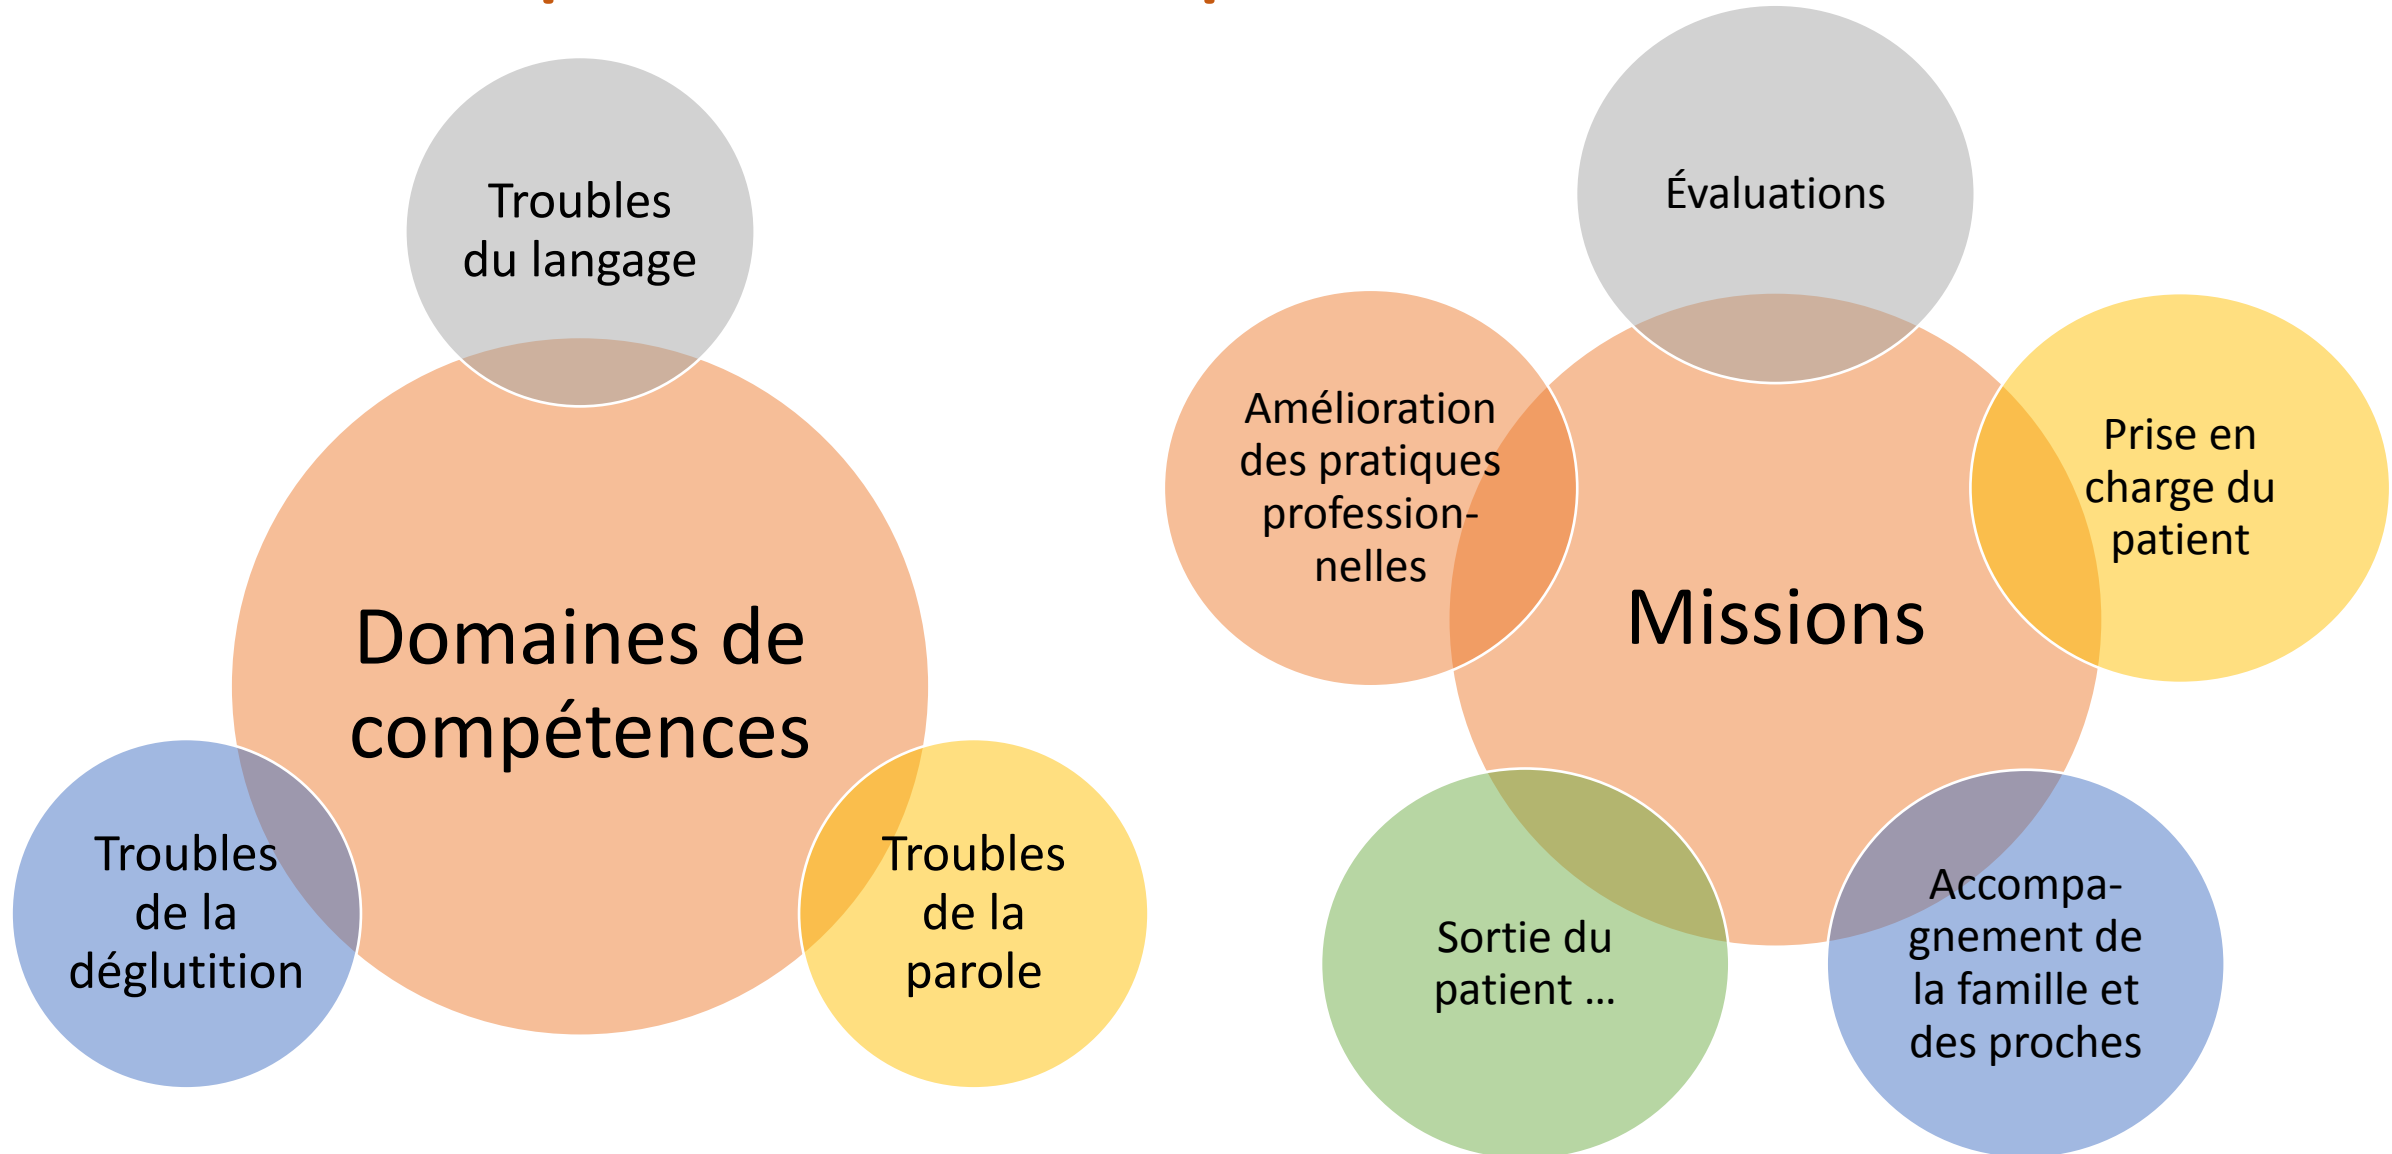 Troubles
du langage
Domaines de
compétences
Troubles
de la
déglutition
Troubles
de la
parole
Évaluations
Amélioration
des pratiques
profession-
nelles
Prise en
charge du
patient
Missions
Sortie du
patient ...
Accompa-
gnement de
la famille et
des proches